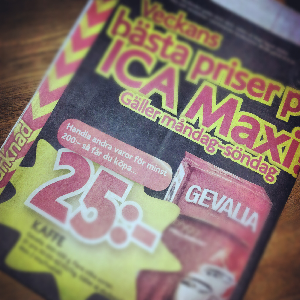 Veckans
bästa priser p
ICA Maxi!
Gäller måndag-söndag
Handla andra varor för minst
200:- så får du köpa...
25:-
GEVALIA
KAFFE